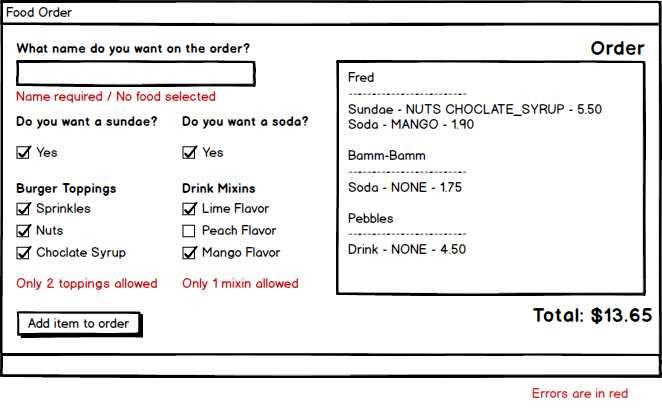 Food Order
What name do you want on the order?
Name required / No food selected
Do you want a sundae?
Yes
Do you want a soda?
Yes
Burger Toppings
Sprinkles
Nuts
Choclate Syrup
Only 2 toppings allowed
Drink Mixins
Lime Flavor
Peach Flavor
Mango Flavor
Only 1 mixin allowed
Add item to order
Order
Fred
-------------------------
Sundae - NUTS CHOCLATE_SYRUP - 5.50
Soda - MANGO - 1.90
Bamm-Bamm
-------------------------
Soda - NONE - 1.75
Pebbles
-------------------------
Drink - NONE - 4.50
Total: $13.65
Errors are in red